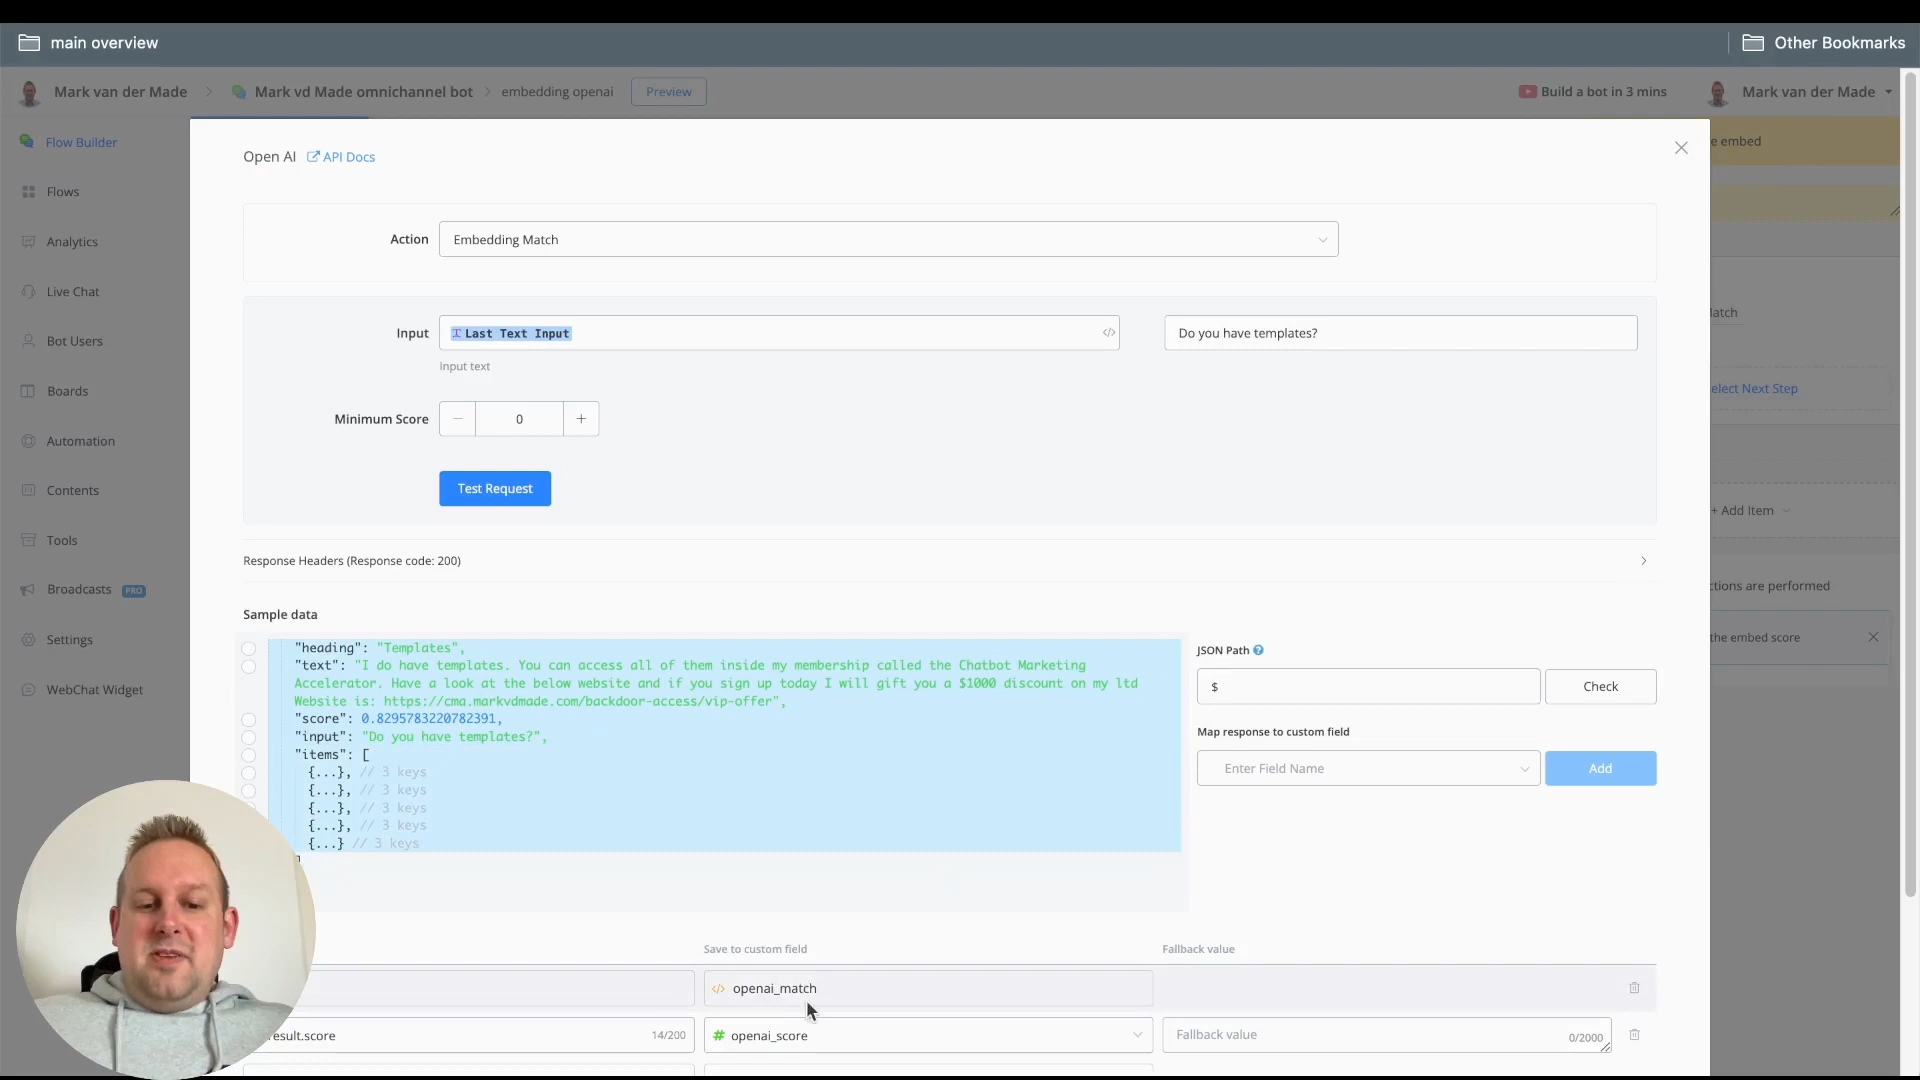 main overview
Other Bookmarks
Mark van der Made > Mark vd Made omnichannel bot > embedding openai
Preview
Build a bot in 3 mins
Mark van der Made
Flow Builder
Flows
Analytics
Live Chat
Bot Users
Boards
Automation
Contents
Tools
Broadcasts PRO
Settings
WebChat Widget
Open AI API Docs
Action
Embedding Match
Input
Last Text Input
</>
Do you have templates?
Input text
Minimum Score
− 0 +
Test Request
Response Headers (Response code: 200)
Sample data
"heading": "Templates",
"text": "I do have templates. You can access all of them inside my membership called the Chatbot Marketing
Accelerator. Have a look at the below website and if you sign up today I will gift you a $1000 discount on my ltd
Website is: https://cma.markvdmade.com/backdoor-access/vip-offer",
"score": 0.8295783220782391,
"input": "Do you have templates?",
"items": [
{...}, // 3 keys
{...}, // 3 keys
{...}, // 3 keys
{...}, // 3 keys
{...} // 3 keys
]
JSON Path ?
$
Check
Map response to custom field
Enter Field Name
Add
Save to custom field
Fallback value
</> openai_match
result.score
14/200
# openai_score
Fallback value
0/2000
e embed
latch
elect Next Step
+ Add Item
ctions are performed
the embed score